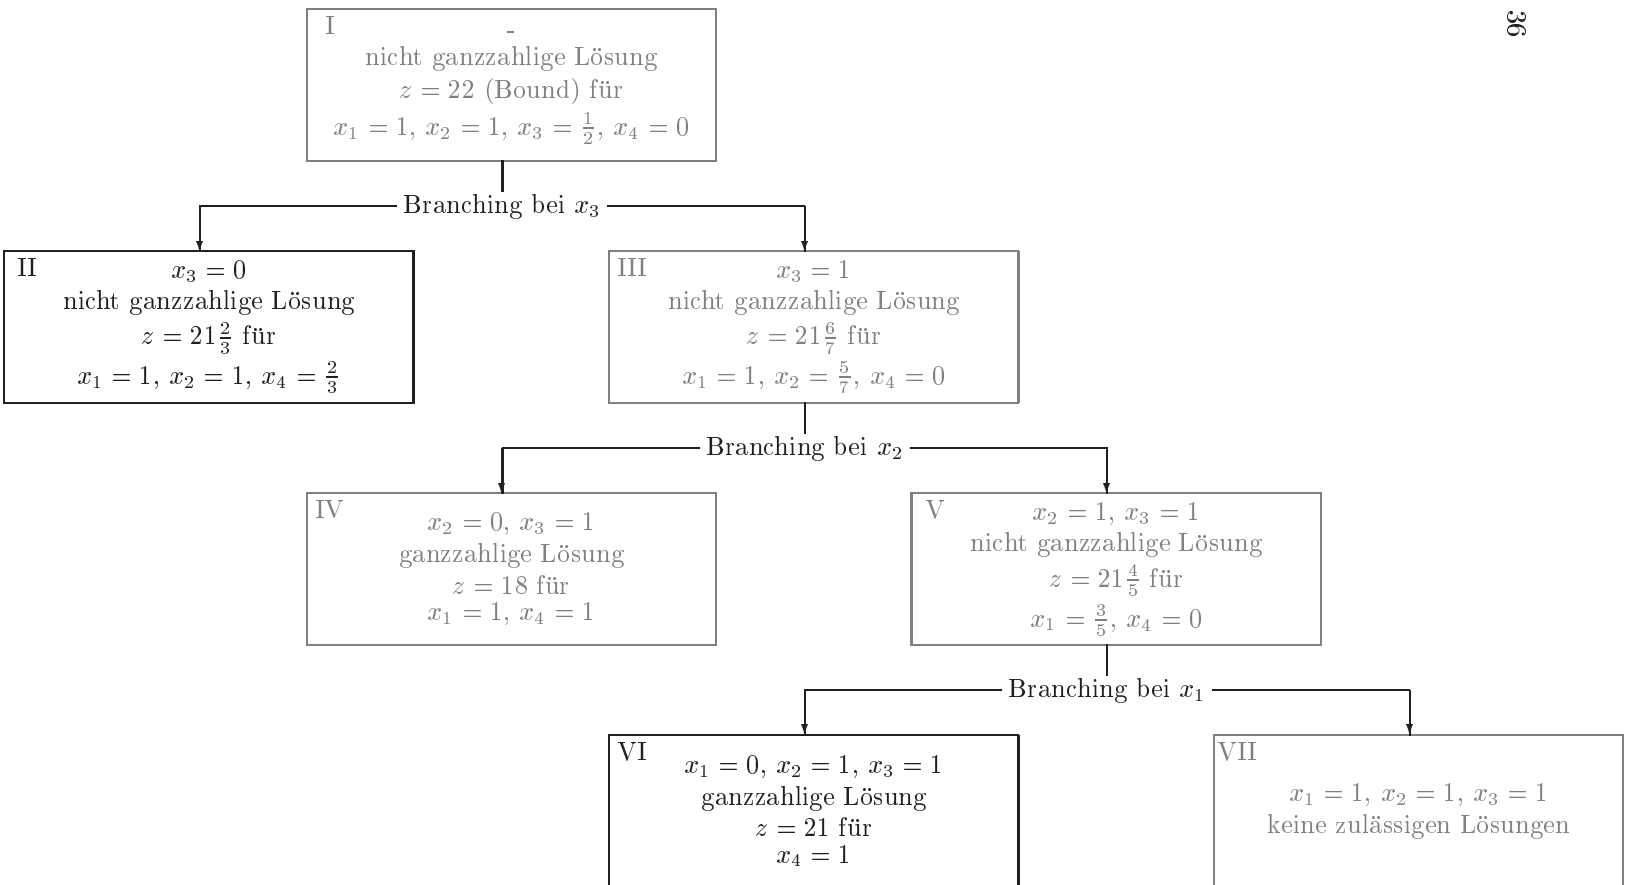 36
I
-
nicht ganzzahlige Lösung
z = 22 (Bound) für
x₁ = 1, x₂ = 1, x₃ = 1/2, x₄ = 0
Branching bei x₃
II
x₃ = 0
nicht ganzzahlige Lösung
z = 21 2/3 für
x₁ = 1, x₂ = 1, x₄ = 2/3
III
x₃ = 1
nicht ganzzahlige Lösung
z = 21 6/7 für
x₁ = 1, x₂ = 5/7, x₄ = 0
Branching bei x₂
IV
x₂ = 0, x₃ = 1
ganzzahlige Lösung
z = 18 für
x₁ = 1, x₄ = 1
V
x₂ = 1, x₃ = 1
nicht ganzzahlige Lösung
z = 21 4/5 für
x₁ = 3/5, x₄ = 0
Branching bei x₁
VI
x₁ = 0, x₂ = 1, x₃ = 1
ganzzahlige Lösung
z = 21 für
x₄ = 1
VII
x₁ = 1, x₂ = 1, x₃ = 1
keine zulässigen Lösungen